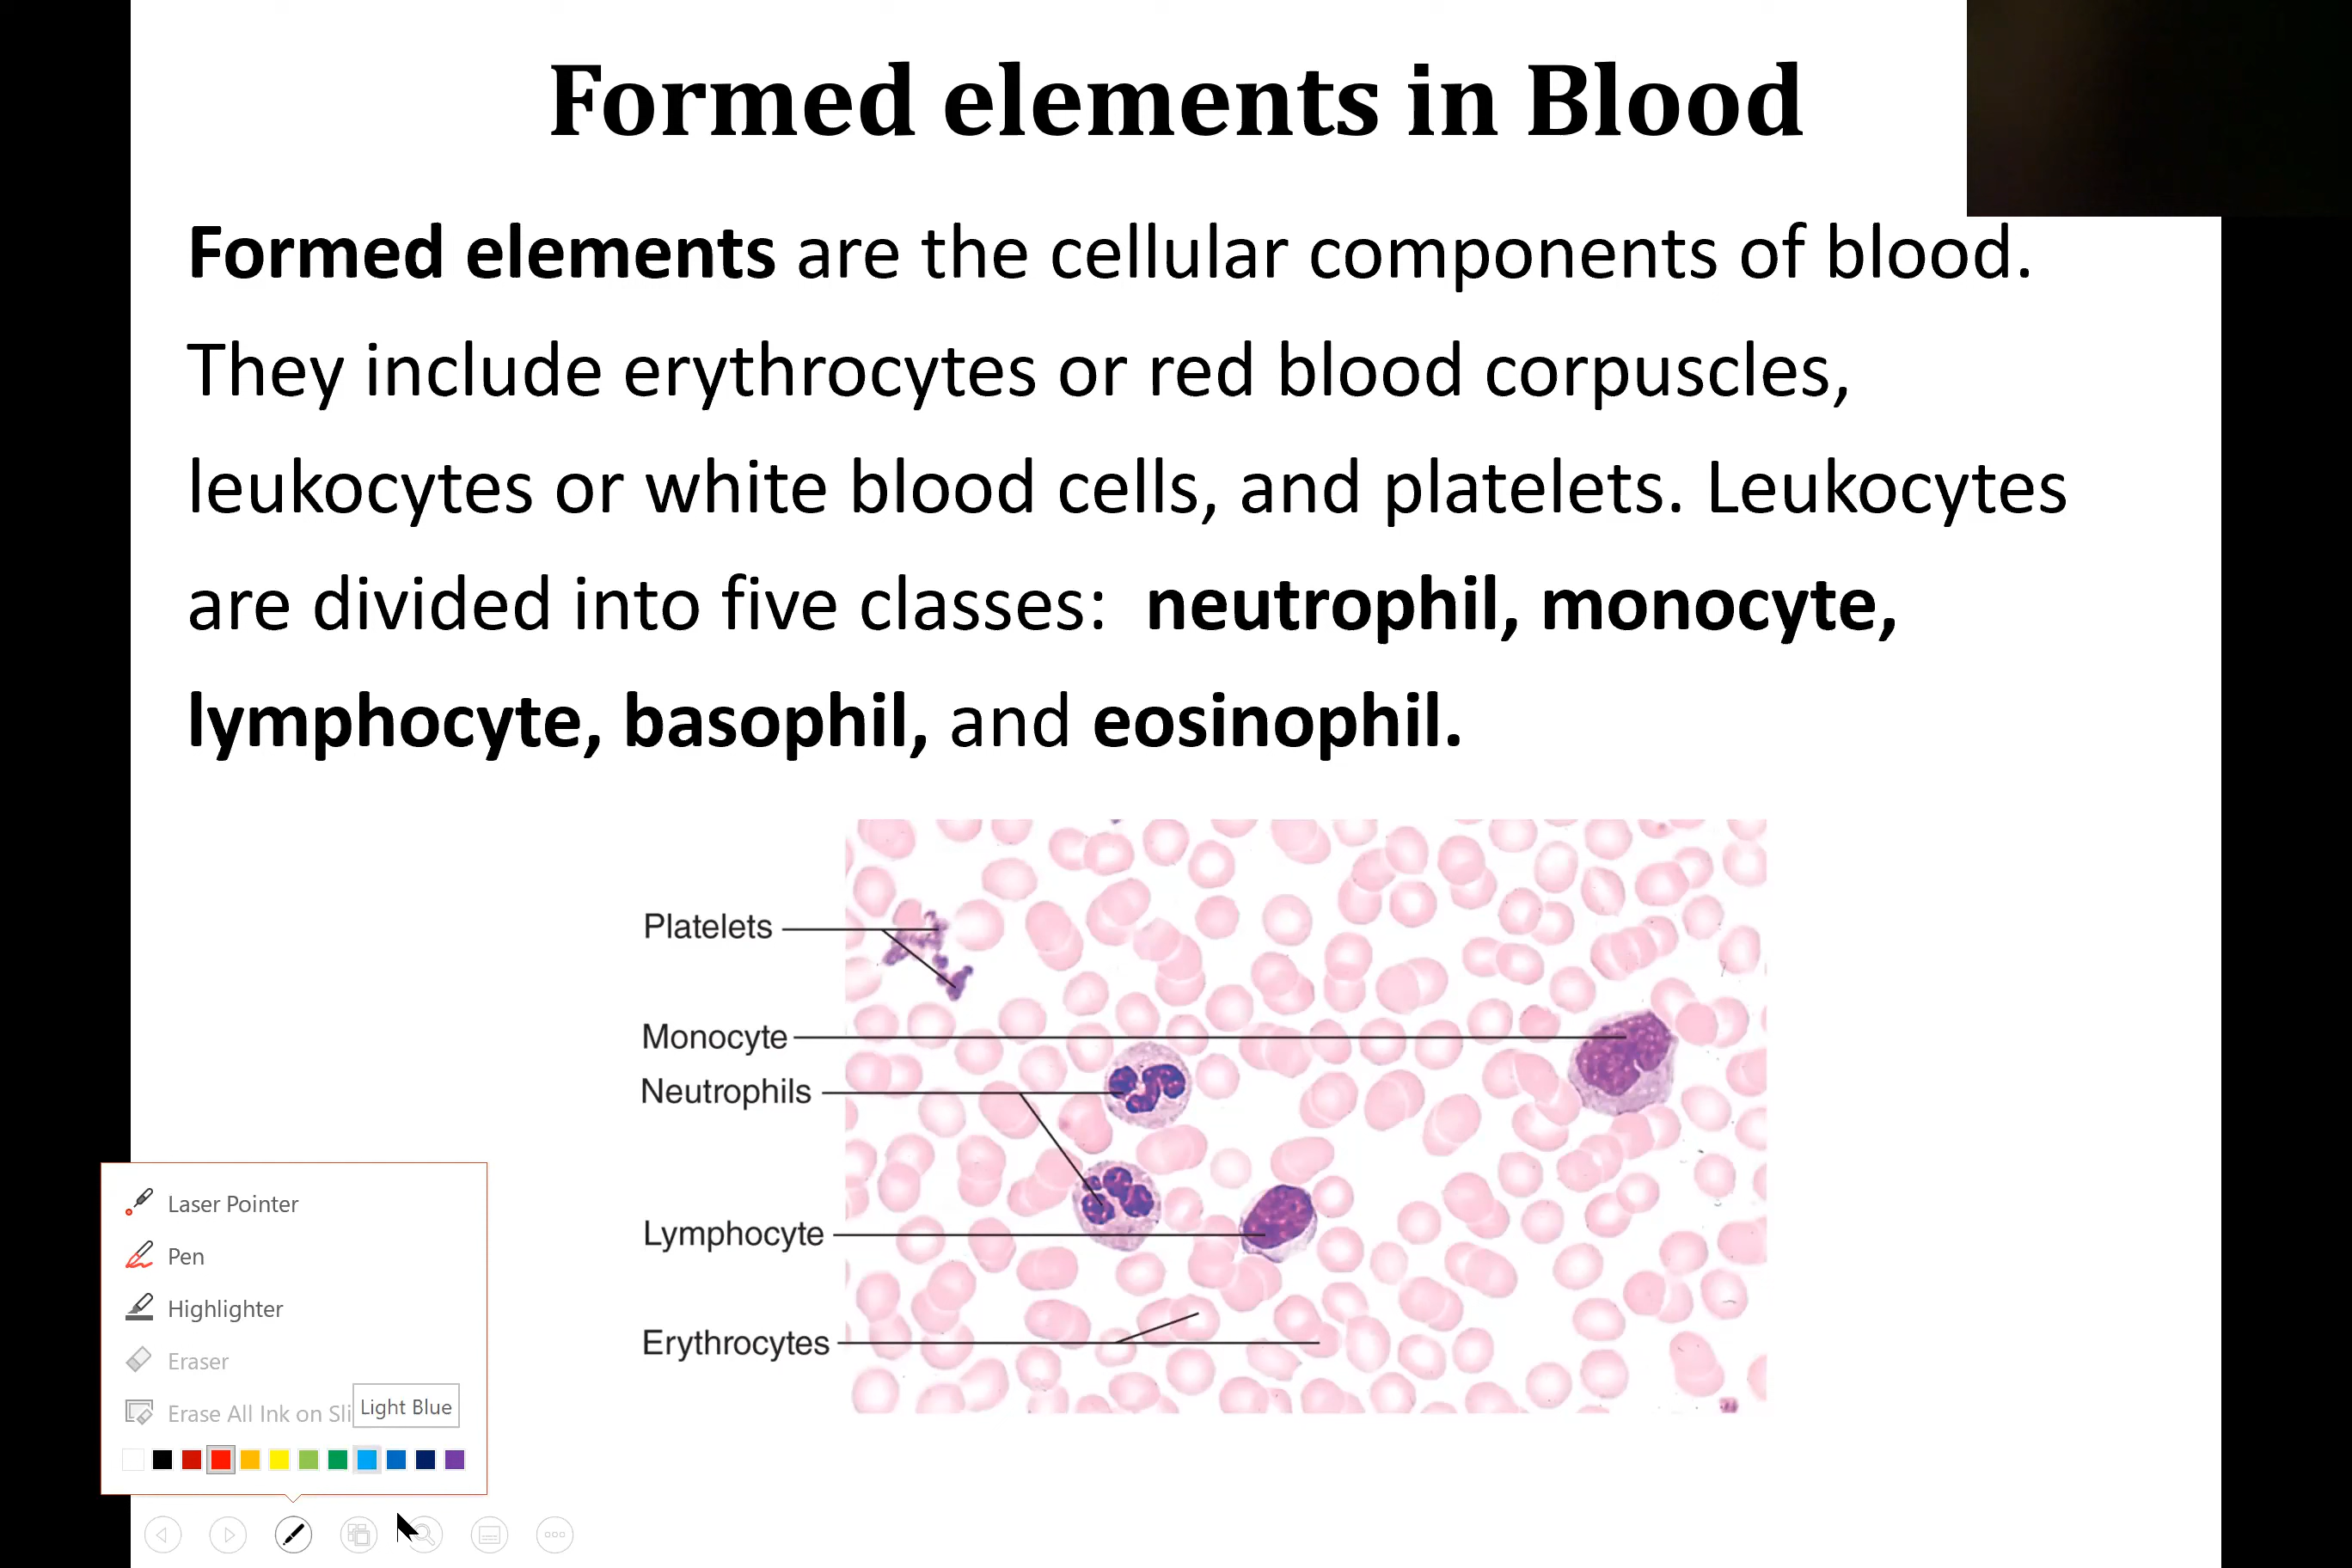 Formed elements in Blood
Formed elements are the cellular components of blood.
They include erythrocytes or red blood corpuscles,
leukocytes or white blood cells, and platelets. Leukocytes
are divided into five classes: neutrophil, monocyte,
lymphocyte, basophil, and eosinophil.
Platelets
Monocyte
Neutrophils
Lymphocyte
Erythrocytes
Laser Pointer
Pen
Highlighter
Eraser
Erase All Ink on Sli
Light Blue